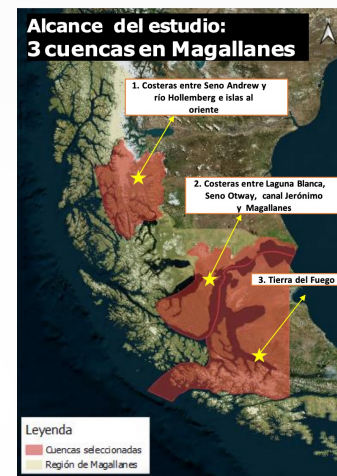 Alcance del estudio:
3 cuencas en Magallanes
1. Costeras entre Seno Andrew y
río Hollemberg e islas al
oriente
2. Costeras entre Laguna Blanca,
Seno Otway, canal Jerónimo
y Magallanes
3. Tierra del Fuego
Leyenda
Cuencas seleccionadas
Región de Magallanes